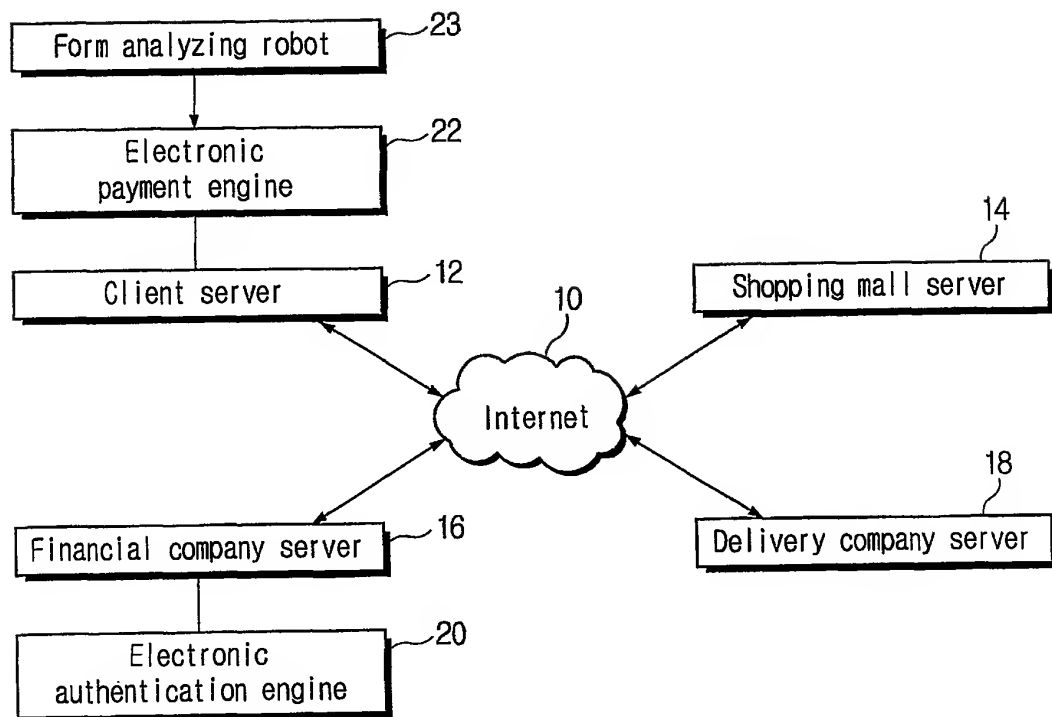 Form analyzing robot
23
Electronic
payment engine
22
Client server
12
14
Shopping mall server
10
Internet
18
Financial company server
16
Delivery company server
Electronic
authentication engine
20